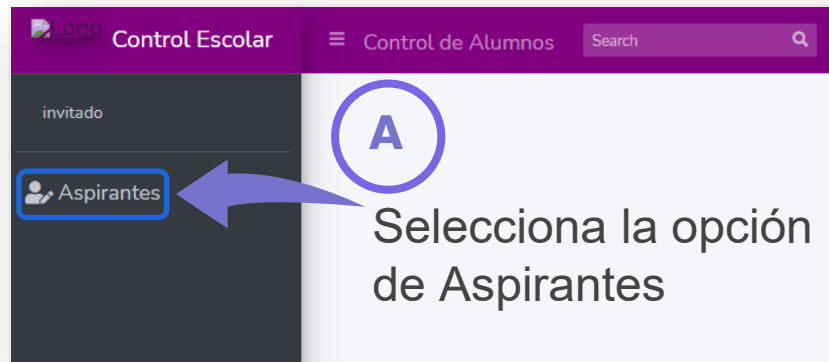 Logo Control Escolar
Control de Alumnos
Search
invitado
Aspirantes
A
Selecciona la opción
de Aspirantes